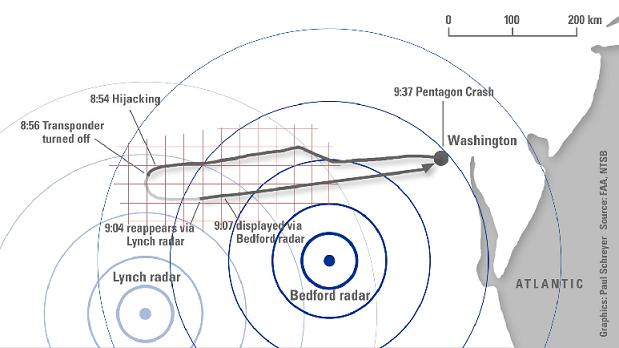 0 100 200 km
9:37 Pentagon Crash
8:54 Hijacking
8:56 Transponder
turned off
Washington
9:04 reappears via
Lynch radar
9:07 displayed via
Bedford radar
Lynch radar
Bedford radar
ATLANTIC
Graphics: Paul Schreyer Source: FAA, NTSB